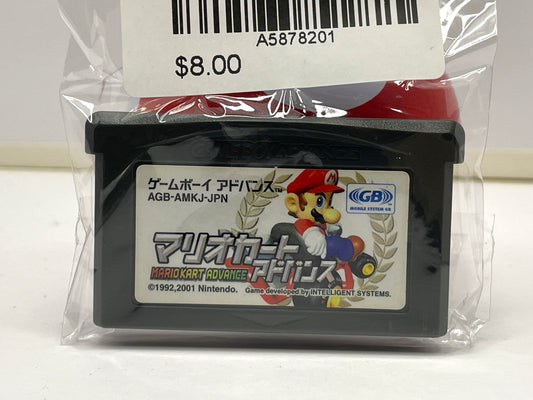 A5878201
$8.00
ゲームボーイ アドバンス™
AGB-AMKJ-JPN
GB
MOBILE SYSTEM GB
マリオカート
MARIO KART ADVANCE アドバンス
©1992,2001 Nintendo. Game developed by INTELLIGENT SYSTEMS.